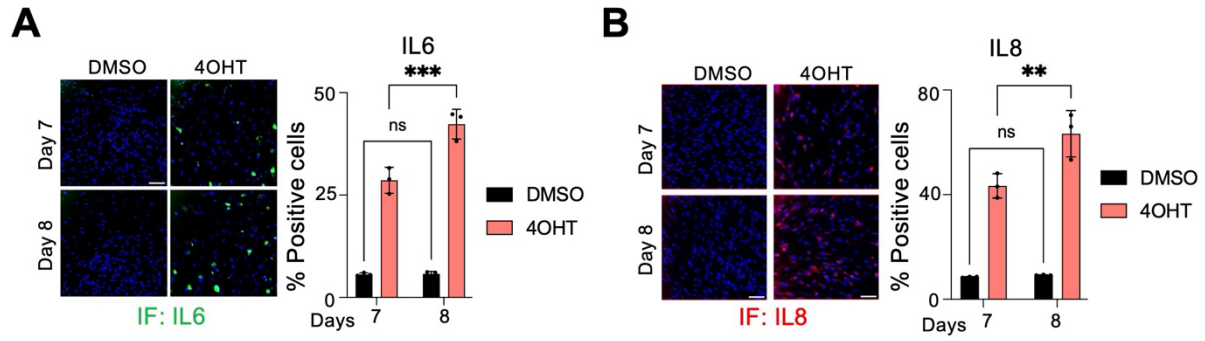 A
DMSO
4OHT
Day 7
Day 8
IF: IL6
IL6
***
ns
50
25
0
% Positive cells
Days
7
8
DMSO
4OHT
B
DMSO
4OHT
Day 7
Day 8
IF: IL8
IL8
**
ns
80
40
0
% Positive cells
Days
7
8
DMSO
4OHT